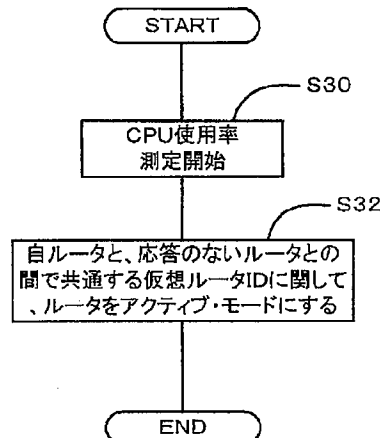 START
S30
CPU使用率
測定開始
S32
自ルータと、応答のないルータとの
間で共通する仮想ルータIDに関して
、ルータをアクティブ・モードにする
END